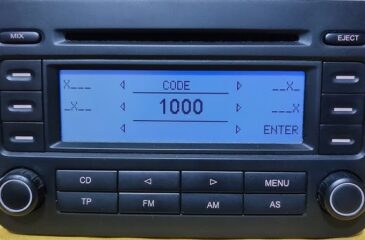 MIX
EJECT
X___ CODE __X_
_X__ 1000 ___X
ENTER
CD MENU
TP FM AM AS